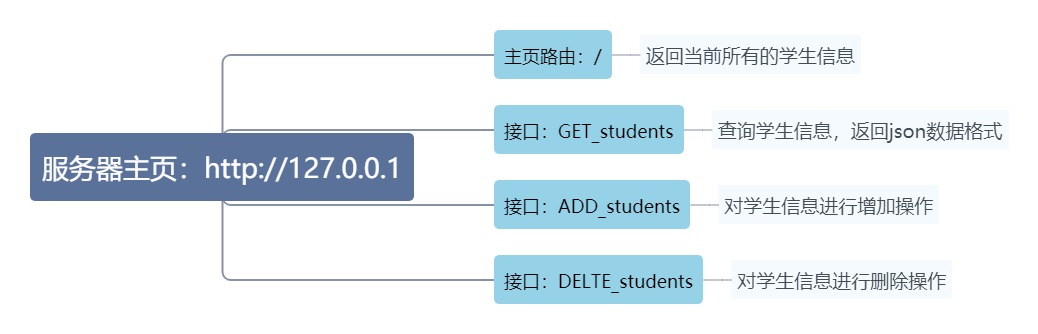 服务器主页：http://127.0.0.1
主页路由：/
返回当前所有的学生信息
接口：GET_students
查询学生信息，返回json数据格式
接口：ADD_students
对学生信息进行增加操作
接口：DELTE_students
对学生信息进行删除操作